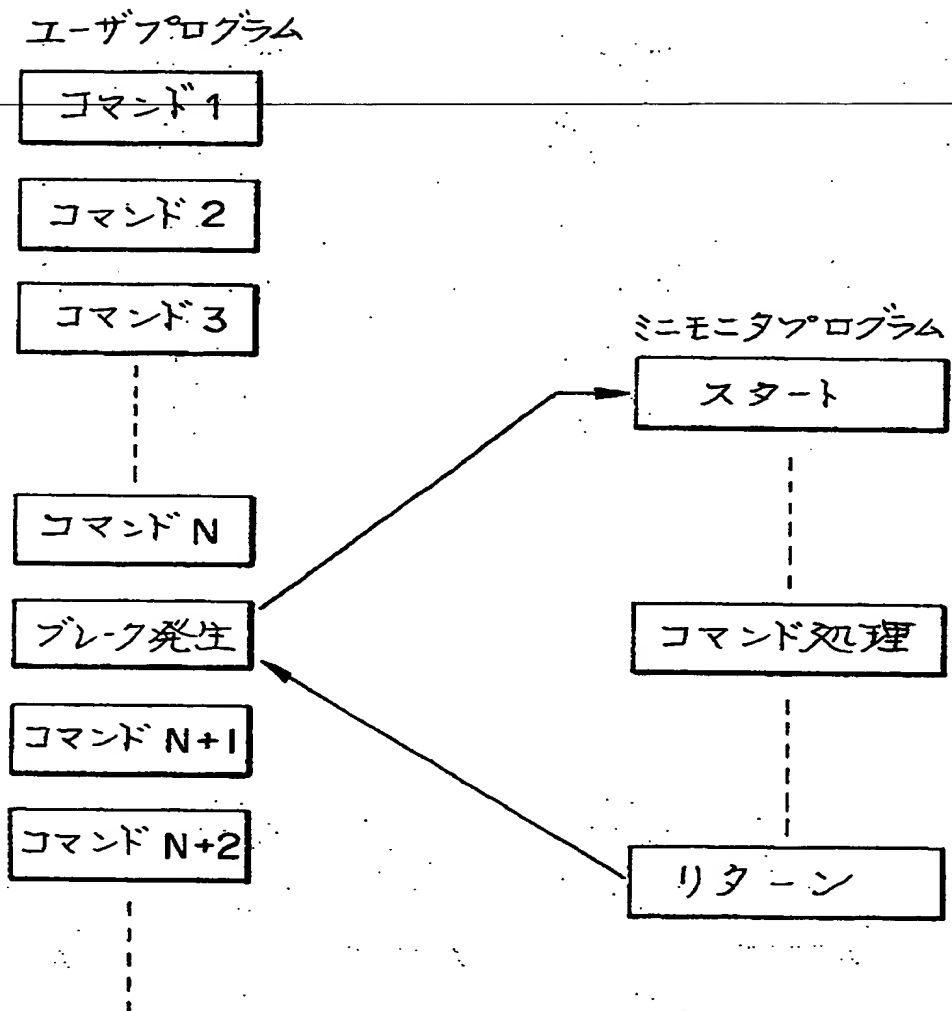 ユーザプログラム
コマンド 1
コマンド 2
コマンド 3
コマンド N
ブレーク発生
コマンド N+1
コマンド N+2
ミニモニタプログラム
スタート
コマンド処理
リターン